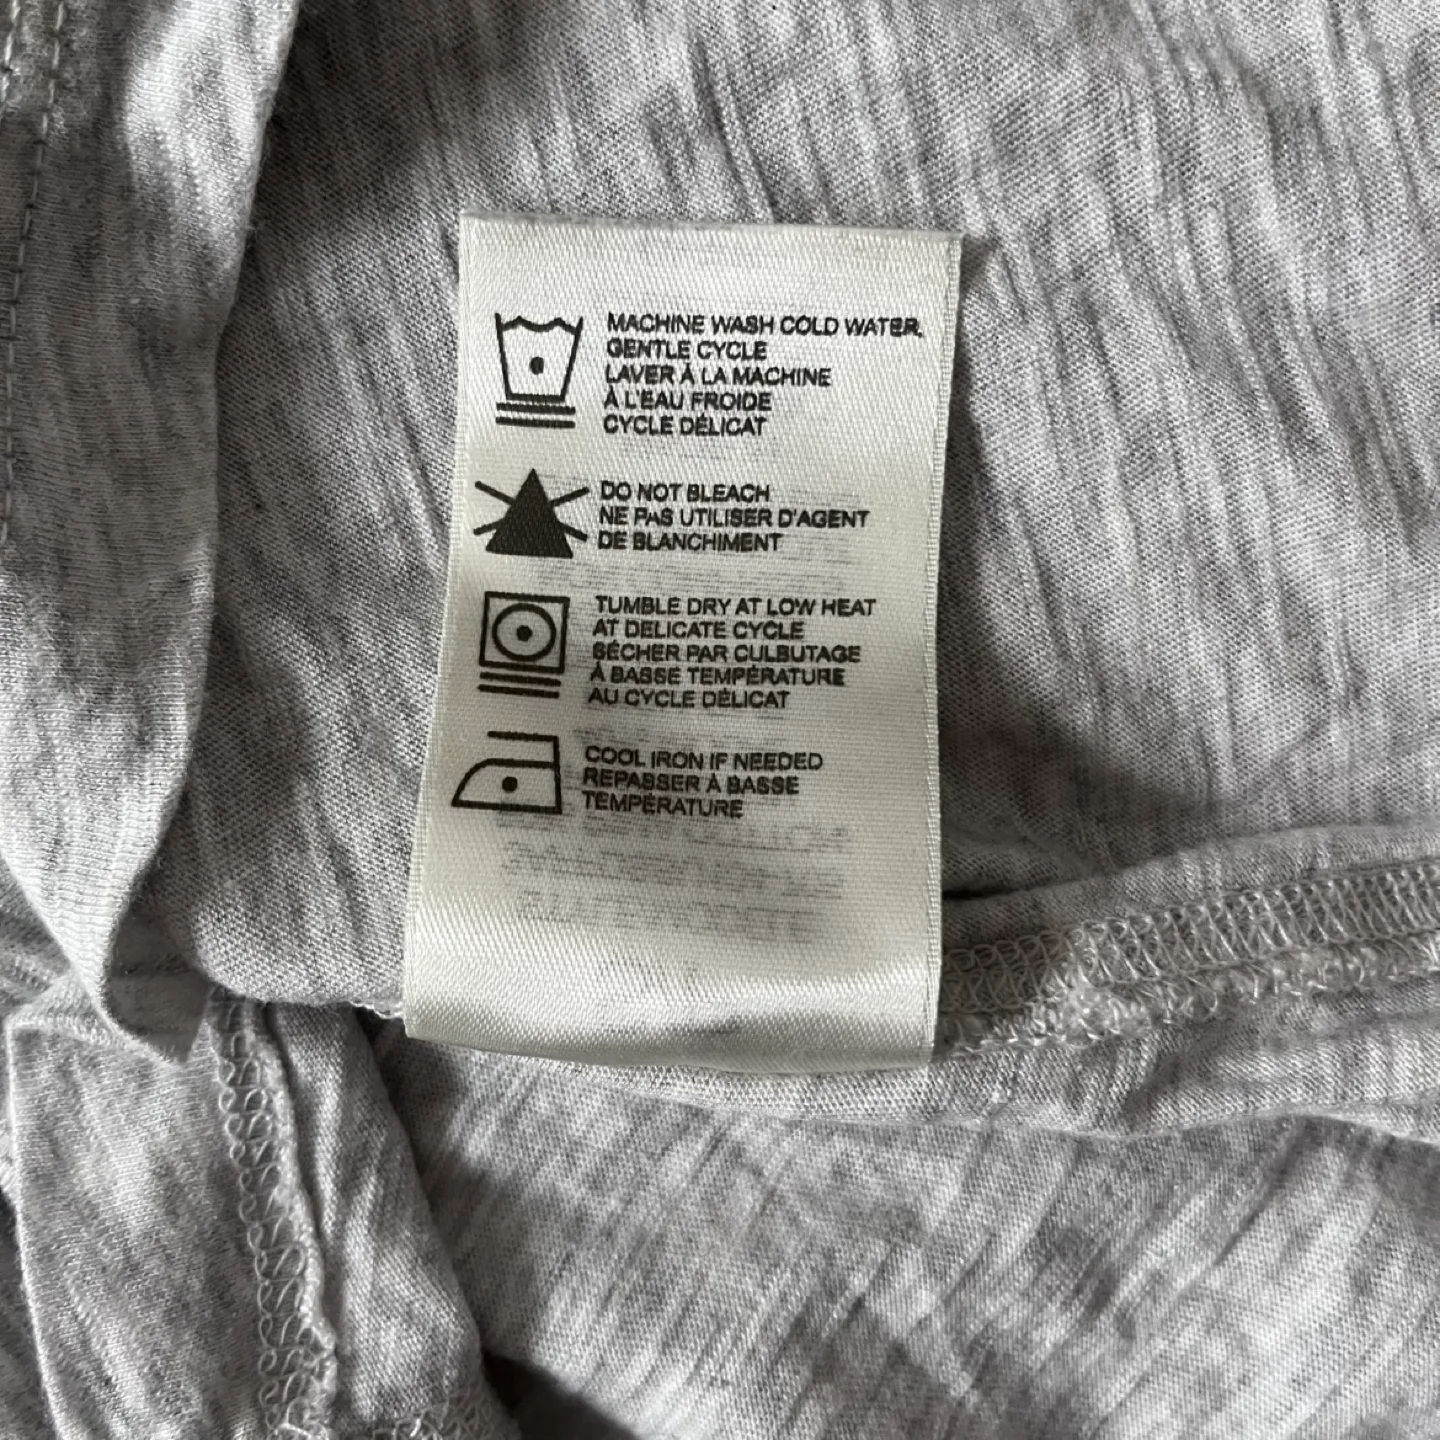 MACHINE WASH COLD WATER,
GENTLE CYCLE
LAVER À LA MACHINE
À L'EAU FROIDE
CYCLE DÉLICAT
DO NOT BLEACH
NE PAS UTILISER D'AGENT
DE BLANCHIMENT
TUMBLE DRY AT LOW HEAT
AT DELICATE CYCLE
SÉCHER PAR CULBUTAGE
À BASSE TEMPÉRATURE
AU CYCLE DÉLICAT
COOL IRON IF NEEDED
REPASSER À BASSE
TEMPÉRATURE